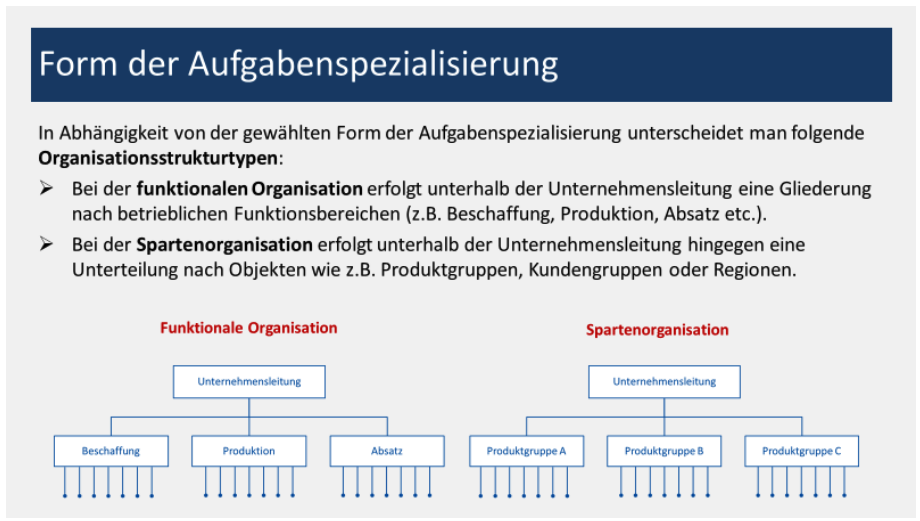 Form der Aufgabenspezialisierung
In Abhängigkeit von der gewählten Form der Aufgabenspezialisierung unterscheidet man folgende
Organisationsstrukturtypen:
➢ Bei der funktionalen Organisation erfolgt unterhalb der Unternehmensleitung eine Gliederung
nach betrieblichen Funktionsbereichen (z.B. Beschaffung, Produktion, Absatz etc.).
➢ Bei der Spartenorganisation erfolgt unterhalb der Unternehmensleitung hingegen eine
Unterteilung nach Objekten wie z.B. Produktgruppen, Kundengruppen oder Regionen.
Funktionale Organisation
Unternehmensleitung
Beschaffung
Produktion
Absatz
Spartenorganisation
Unternehmensleitung
Produktgruppe A
Produktgruppe B
Produktgruppe C